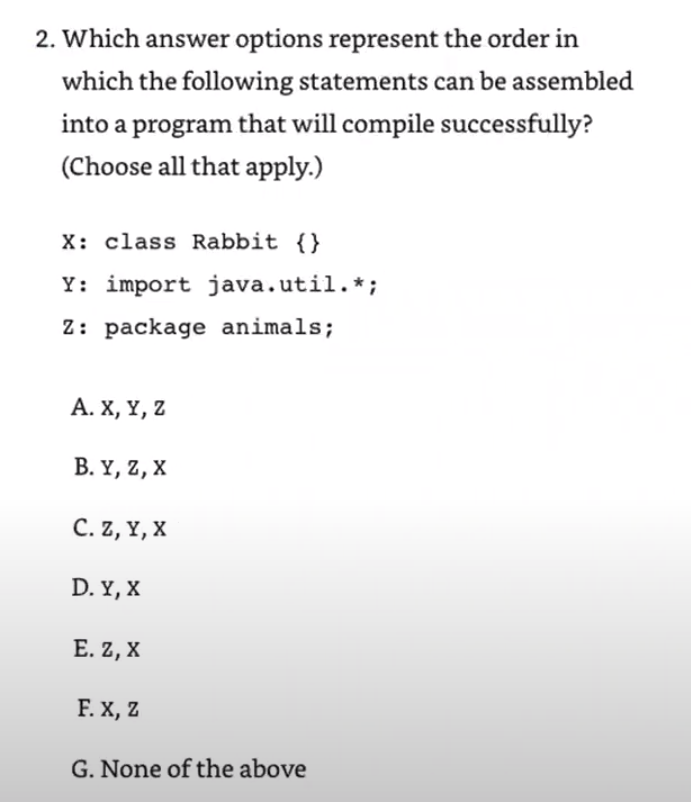 2. Which answer options represent the order in
which the following statements can be assembled
into a program that will compile successfully?
(Choose all that apply.)
X: class Rabbit {}
Y: import java.util.*;
Z: package animals;
A. X, Y, Z
B. Y, Z, X
C. Z, Y, X
D. Y, X
E. Z, X
F. X, Z
G. None of the above